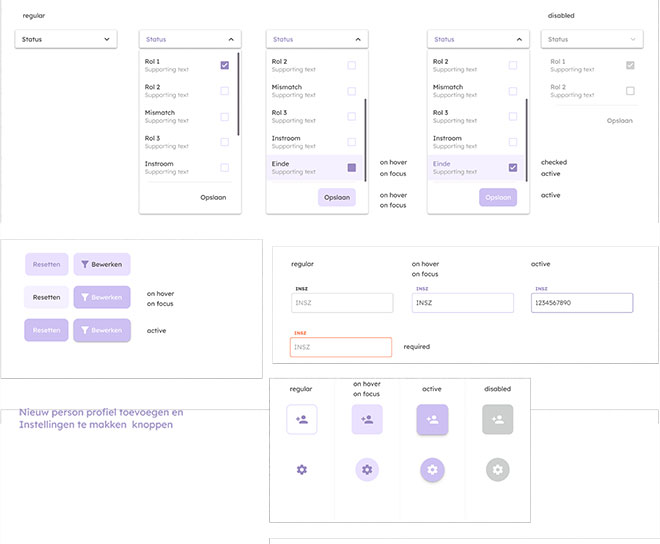 regular
disabled
Status
Status
Status
Status
Status
Rol 1
Supporting text
Rol 2
Supporting text
Mismatch
Supporting text
Rol 3
Supporting text
Instroom
Supporting text
Opslaan
Rol 2
Supporting text
Mismatch
Supporting text
Rol 3
Supporting text
Instroom
Supporting text
Einde
Supporting text
Opslaan
on hover
on focus
on hover
on focus
Rol 2
Supporting text
Mismatch
Supporting text
Rol 3
Supporting text
Instroom
Supporting text
Einde
Supporting text
Opslaan
checked
active
active
Rol 1
Supporting text
Rol 2
Supporting text
Opslaan
Resetten
Bewerken
Resetten
Bewerken
on hover
on focus
Resetten
Bewerken
active
regular
on hover
on focus
active
INSZ
INSZ
INSZ
INSZ
INSZ
1234567890
INSZ
INSZ
required
Nieuw person profiel toevoegen en
Instellingen te makken knoppen
regular
on hover
on focus
active
disabled